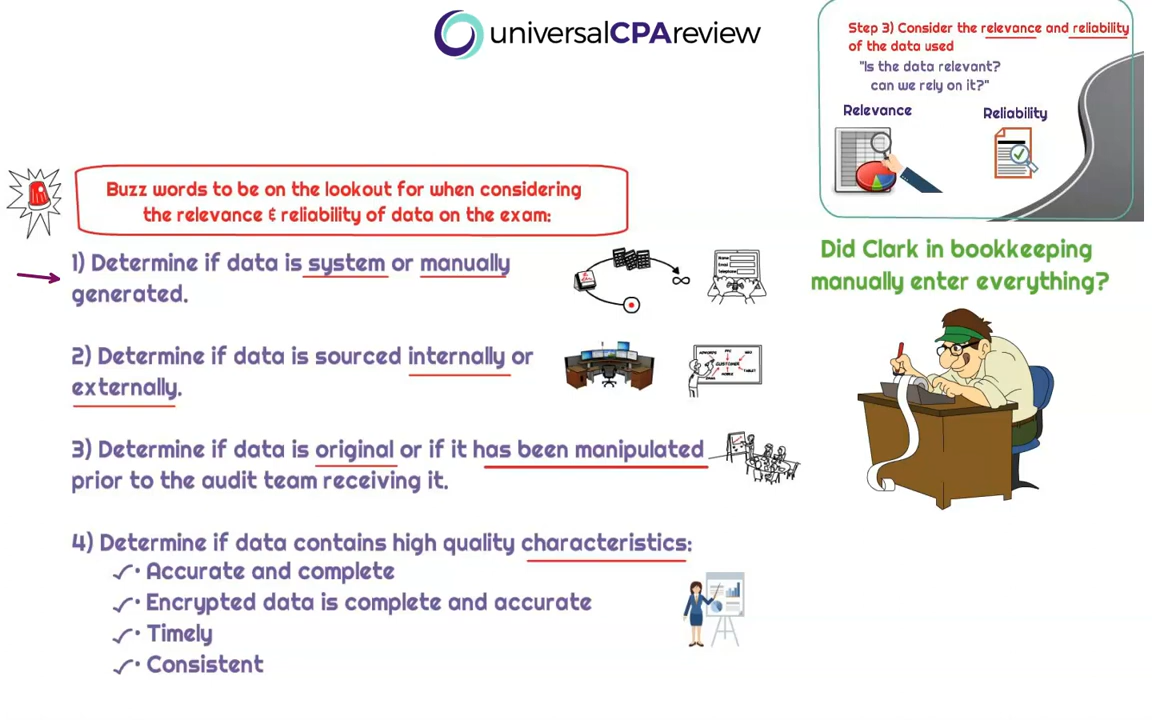 universalCPAreview
Step 3) Consider the relevance and reliability
of the data used
"Is the data relevant?
can we rely on it?"
Relevance
Reliability
Buzz words to be on the lookout for when considering
the relevance & reliability of data on the exam:
1) Determine if data is system or manually
generated.
2) Determine if data is sourced internally or
externally.
3) Determine if data is original or if it has been manipulated
prior to the audit team receiving it.
4) Determine if data contains high quality characteristics:
• Accurate and complete
• Encrypted data is complete and accurate
• Timely
• Consistent
Did Clark in bookkeeping
manually enter everything?
Name
Email
Telephone
CUSTOMER
TABLET